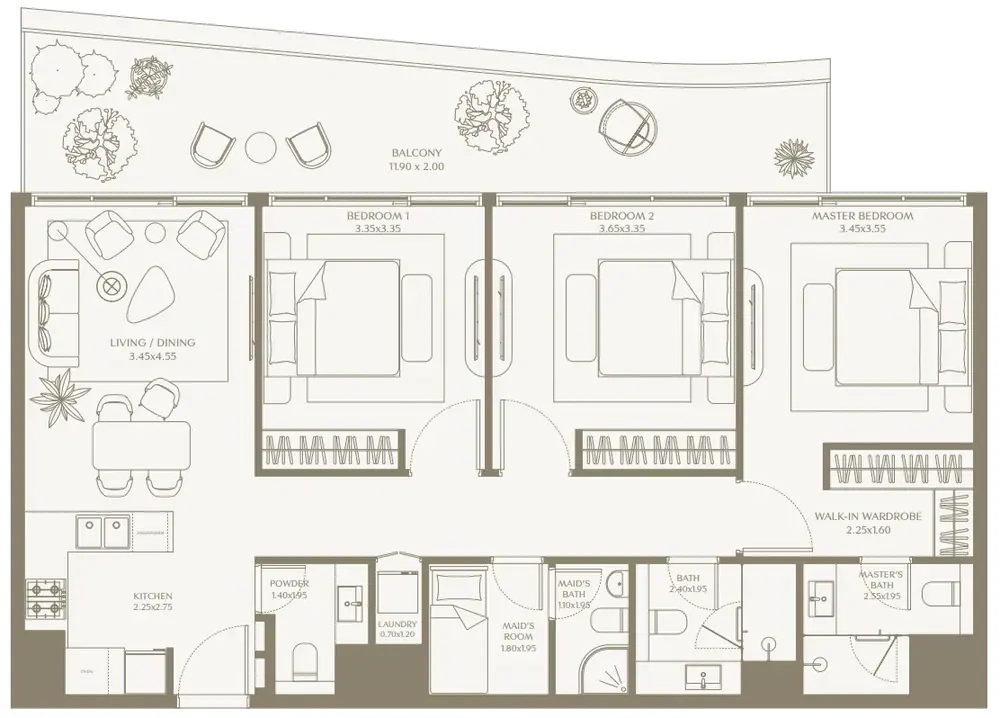 BALCONY
11.90 x 2.00
BEDROOM 1
3.35x3.35
BEDROOM 2
3.65x3.35
MASTER BEDROOM
3.45x3.55
LIVING / DINING
3.45x4.55
WALK-IN WARDROBE
2.25x1.60
KITCHEN
2.25x2.75
POWDER
1.40x1.95
LAUNDRY
0.70x1.20
MAID'S
ROOM
1.80x1.95
MAID'S
BATH
1.10x1.95
BATH
2.40x1.95
MASTER'S
BATH
2.55x1.95